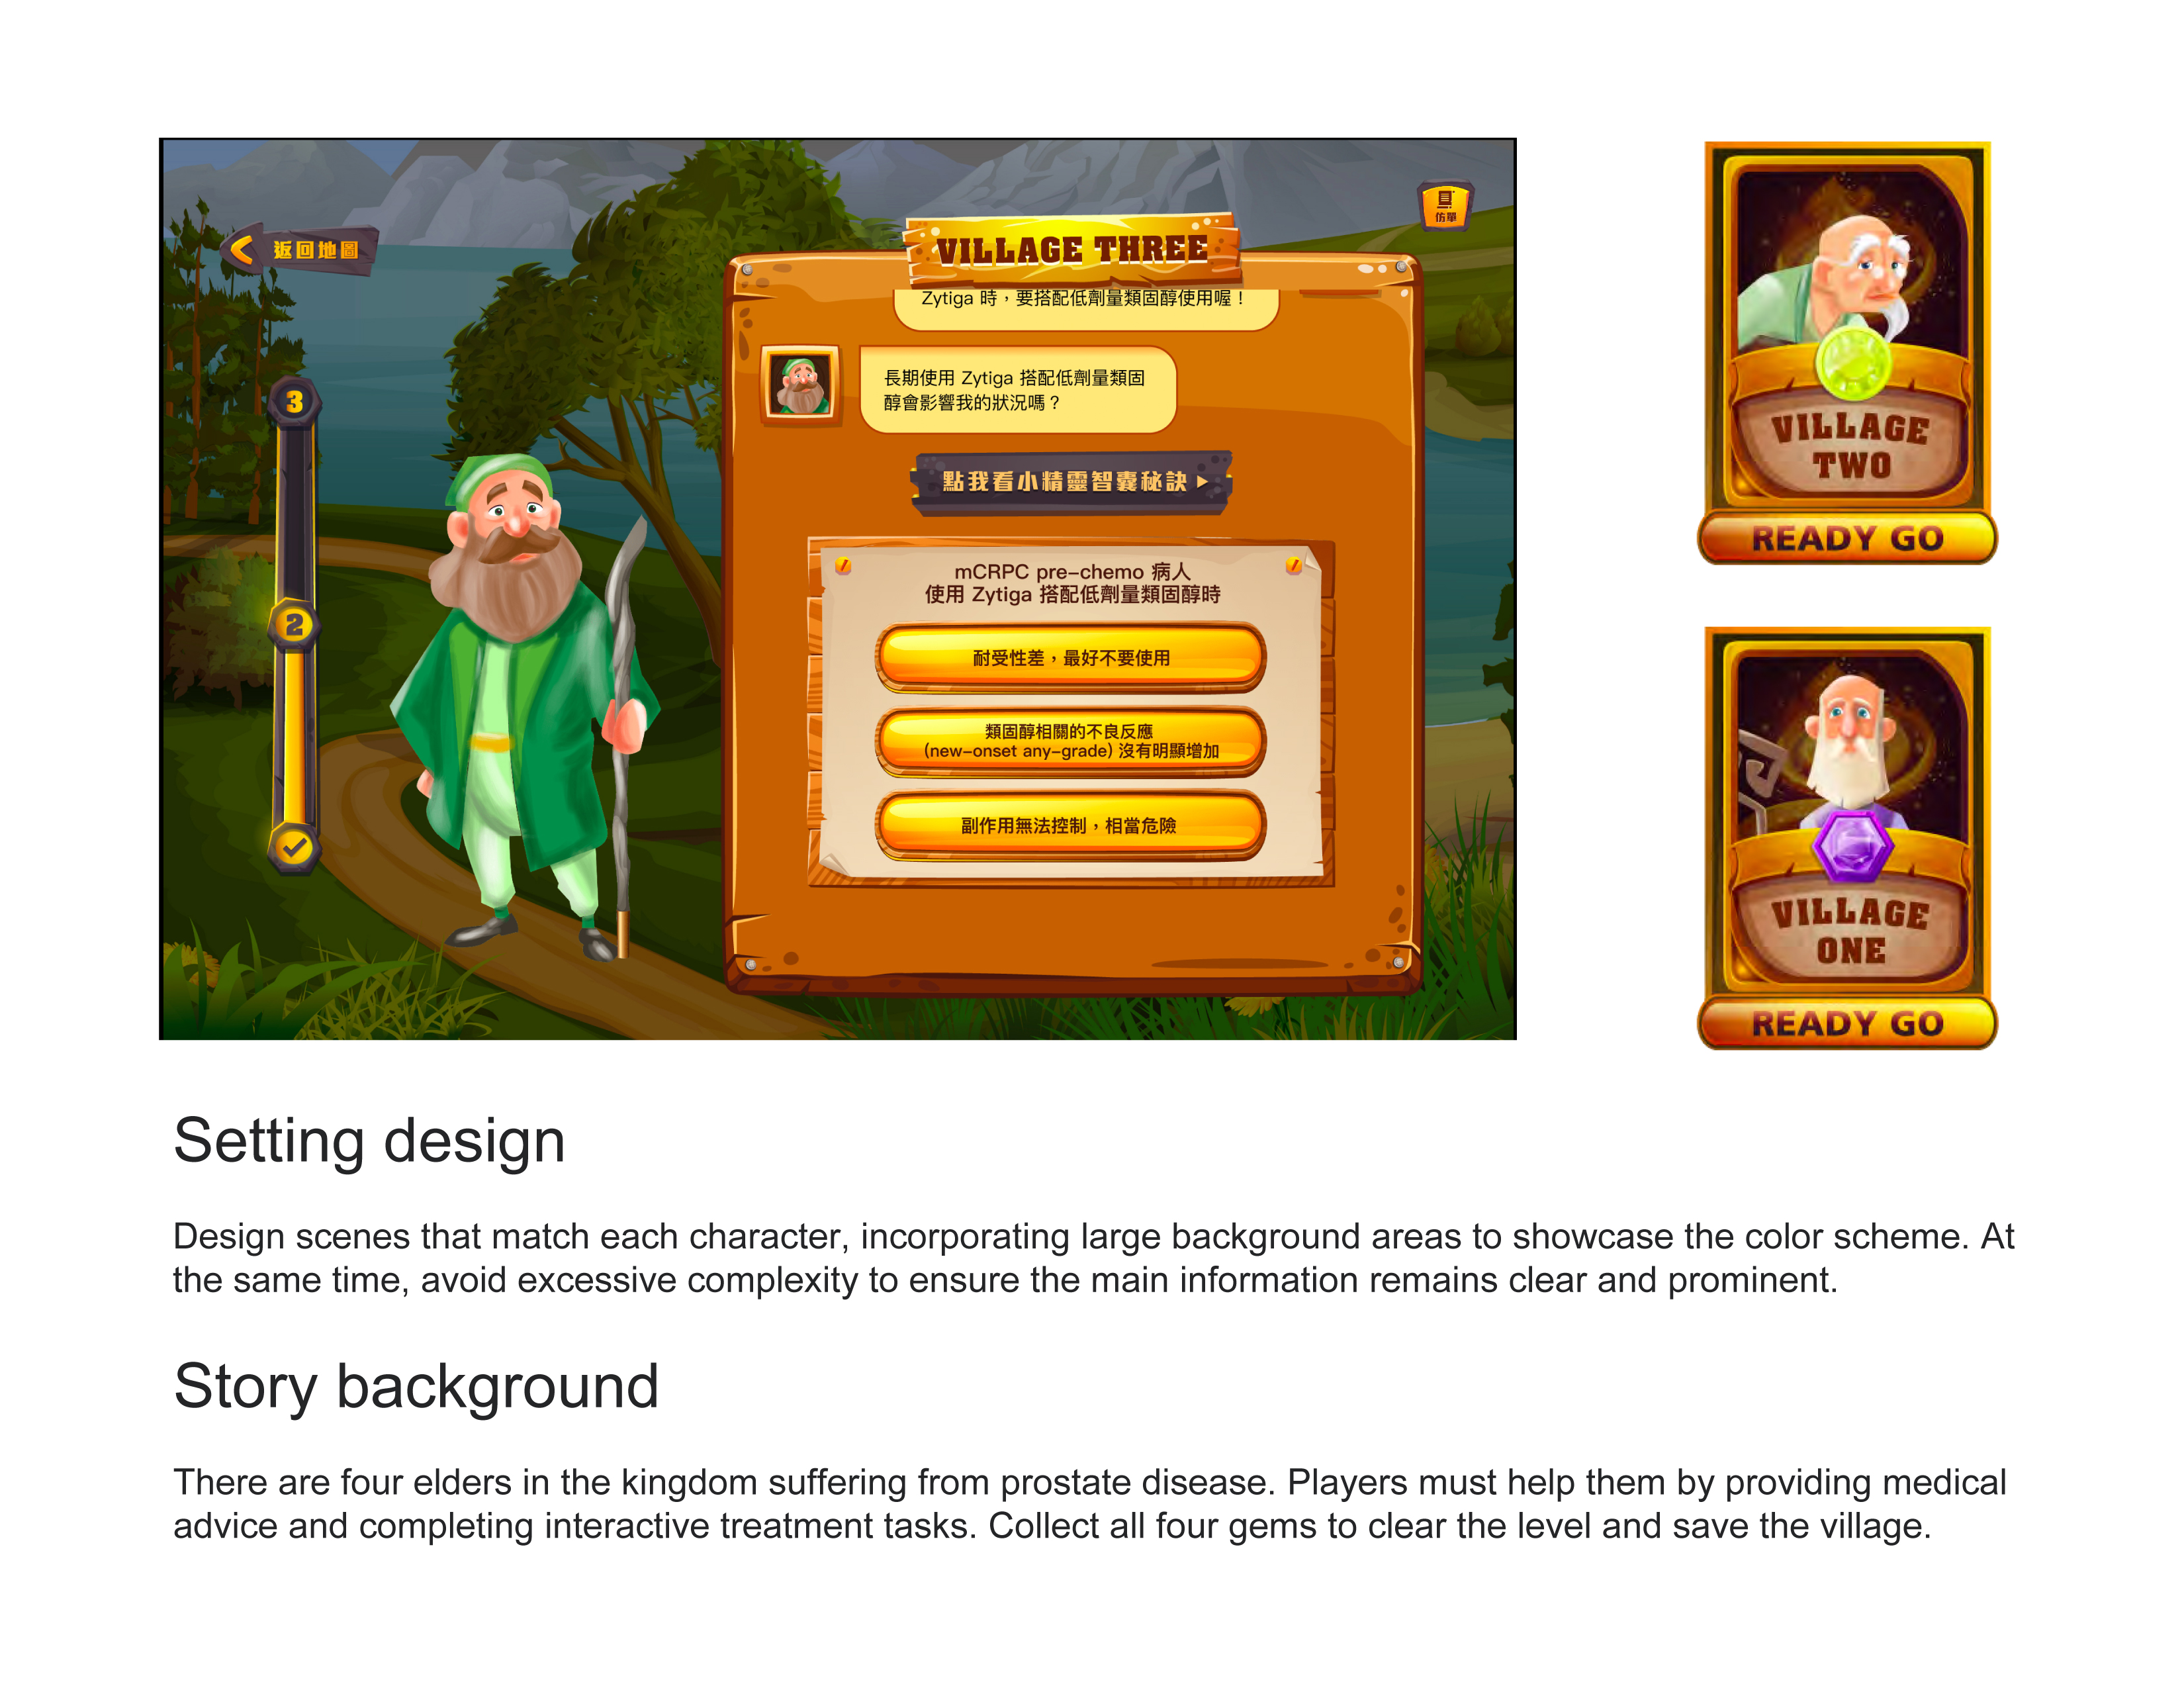 返回地圖
仿單
VILLAGE THREE
Zytiga 時，要搭配低劑量類固醇使用喔！
長期使用 Zytiga 搭配低劑量類固
醇會影響我的狀況嗎？
點我看小精靈智囊秘訣
3
2
mCRPC pre-chemo 病人
使用 Zytiga 搭配低劑量類固醇時
耐受性差，最好不要使用
類固醇相關的不良反應
(new-onset any-grade) 沒有明顯增加
副作用無法控制，相當危險
VILLAGE
TWO
READY GO
VILLAGE
ONE
READY GO
Setting design
Design scenes that match each character, incorporating large background areas to showcase the color scheme. At
the same time, avoid excessive complexity to ensure the main information remains clear and prominent.
Story background
There are four elders in the kingdom suffering from prostate disease. Players must help them by providing medical
advice and completing interactive treatment tasks. Collect all four gems to clear the level and save the village.